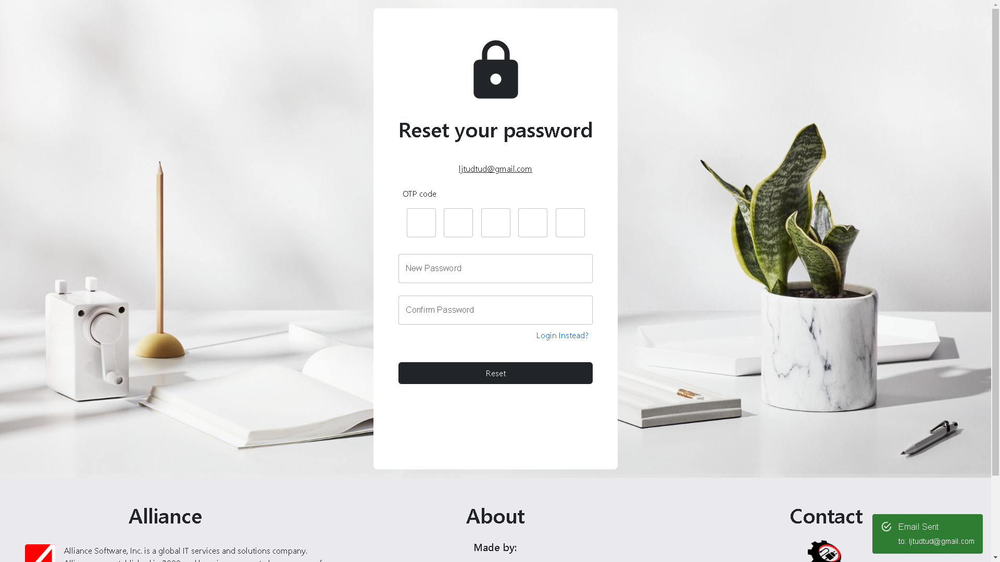 Reset your password
ljtudtud@gmail.com
OTP code
New Password
Confirm Password
Login Instead?
Reset
Alliance
About
Contact
Alliance Software, Inc. is a global IT services and solutions company.
Made by:
Email Sent
to: ljtudtud@gmail.com